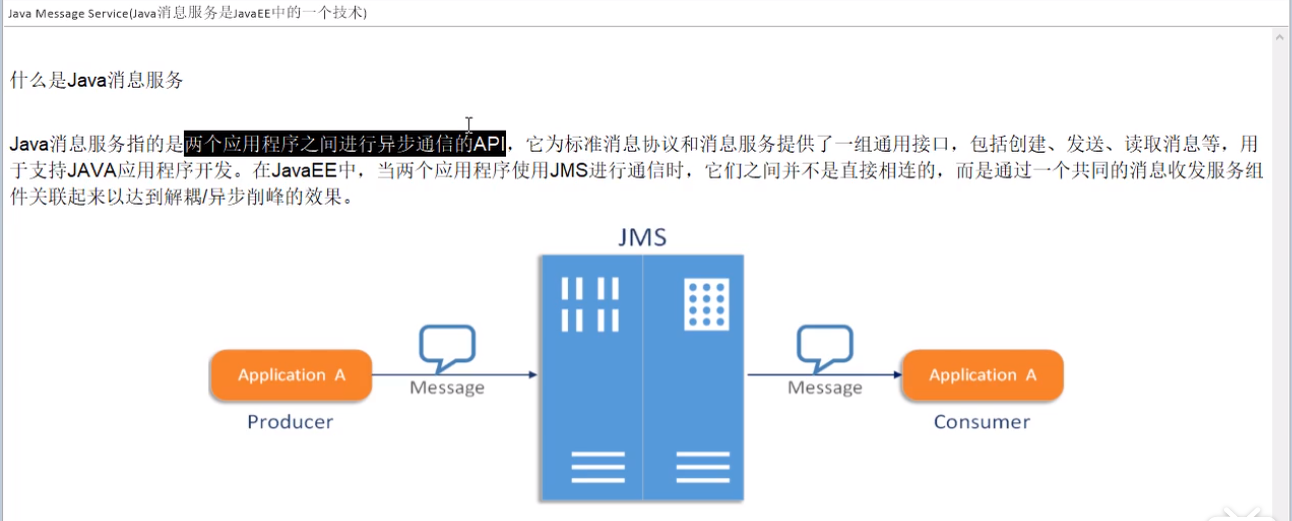 Java Message Service(Java消息服务是JavaEE中的一个技术)
什么是Java消息服务
Java消息服务指的是两个应用程序之间进行异步通信的API，它为标准消息协议和消息服务提供了一组通用接口，包括创建、发送、读取消息等，用
于支持JAVA应用程序开发。在JavaEE中，当两个应用程序使用JMS进行通信时，它们之间并不是直接相连的，而是通过一个共同的消息收发服务组
件关联起来以达到解耦/异步削峰的效果。
JMS
Application A
Message
Message
Application A
Producer
Consumer